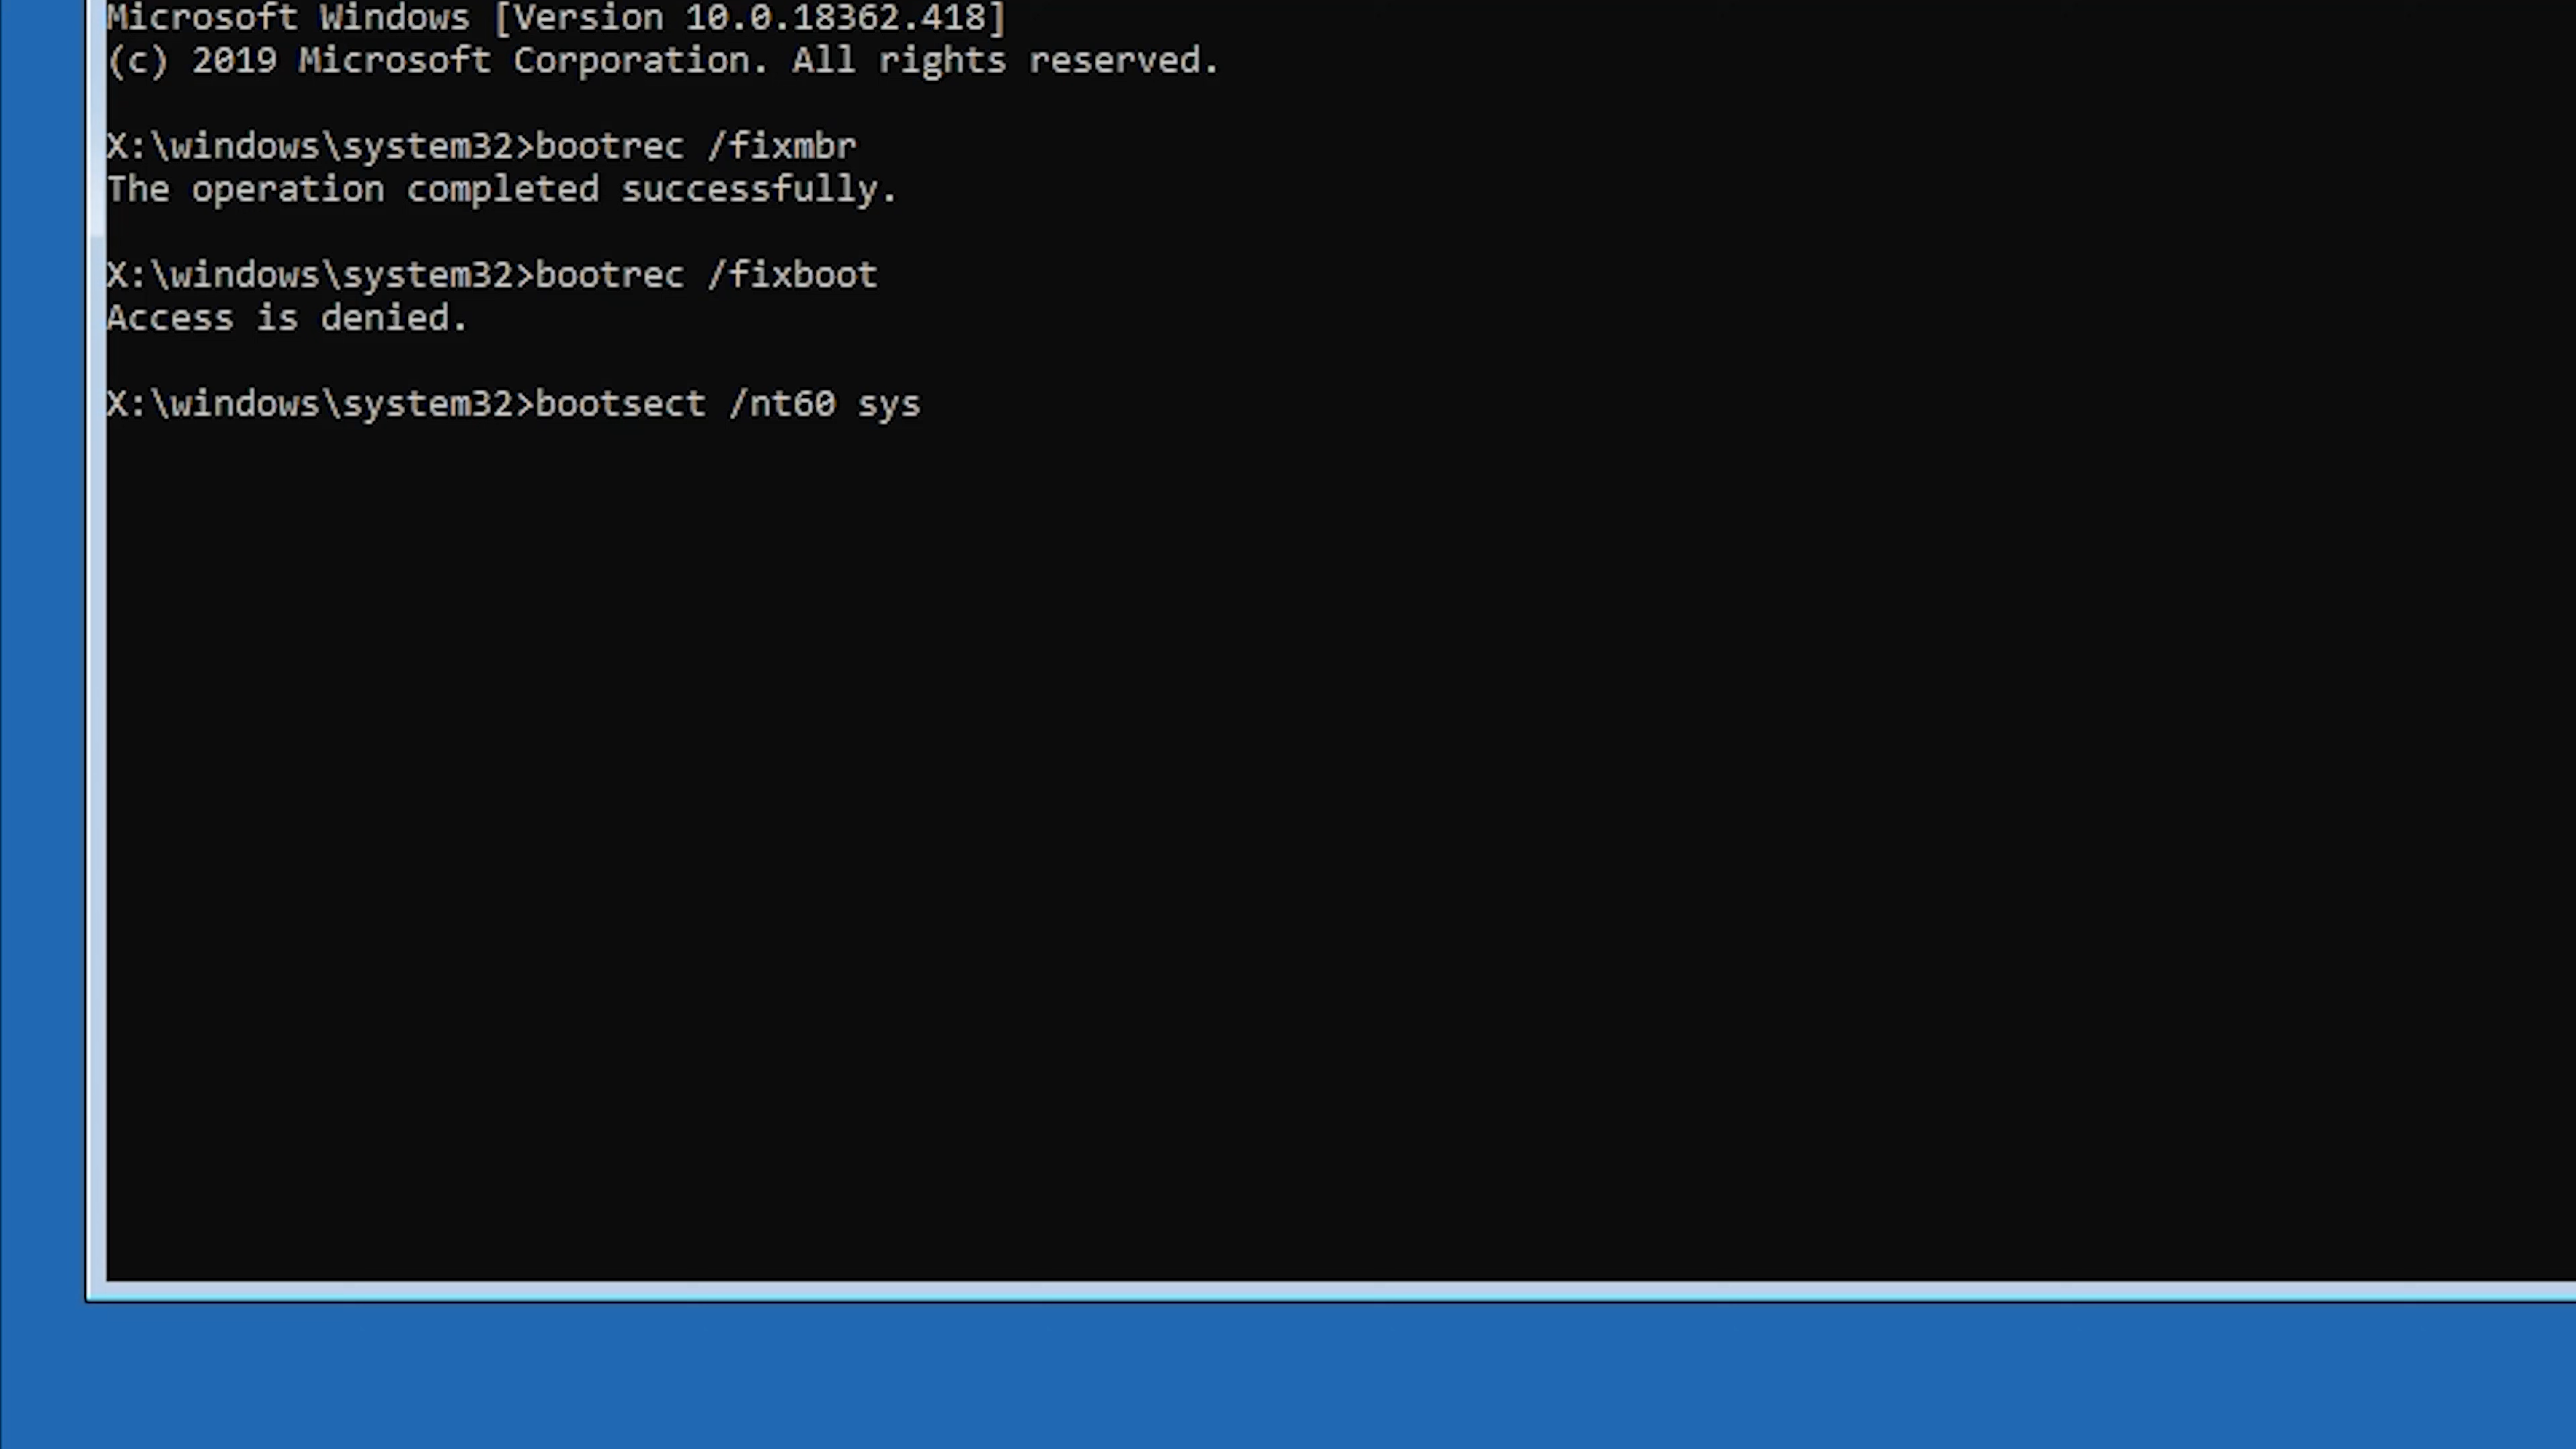 Microsoft Windows [Version 10.0.18362.418]
(c) 2019 Microsoft Corporation. All rights reserved.
X:\windows\system32>bootrec /fixmbr
The operation completed successfully.
X:\windows\system32>bootrec /fixboot
Access is denied.
X:\windows\system32>bootsect /nt60 sys